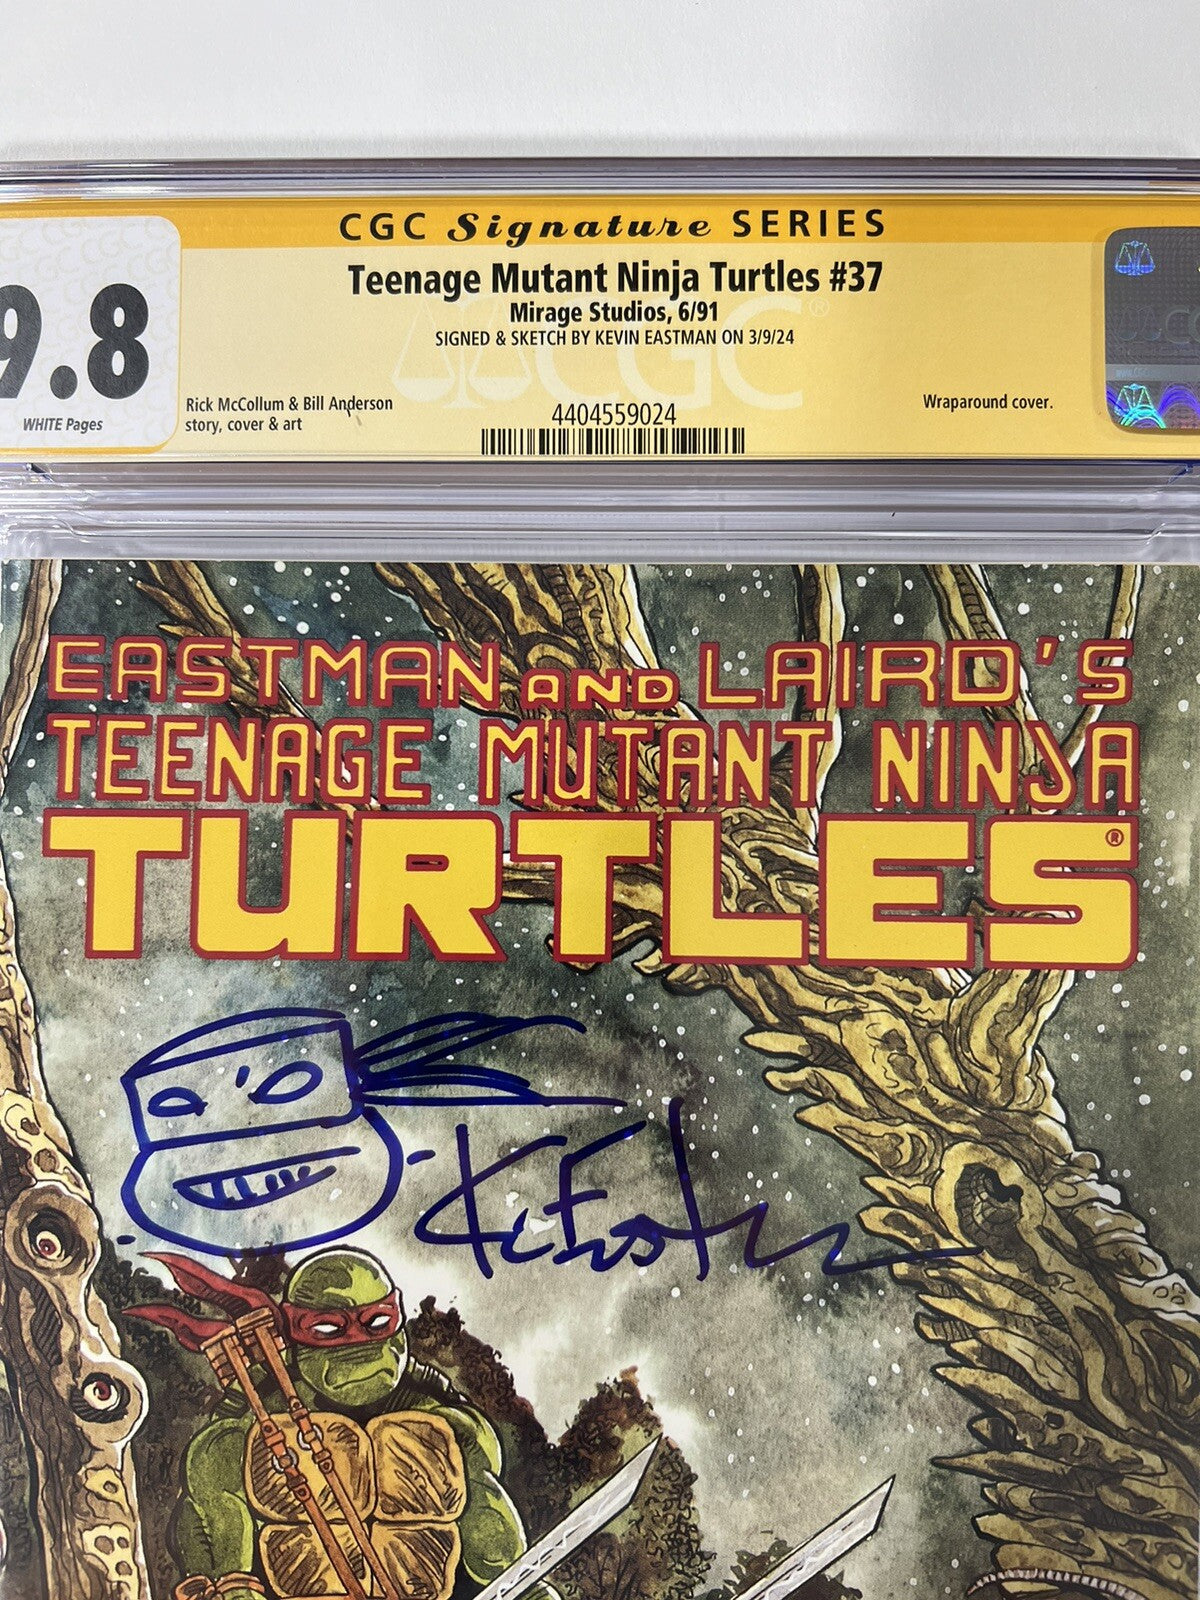 CGC Signature SERIES
Teenage Mutant Ninja Turtles #37
Mirage Studios, 6/91
SIGNED & SKETCH BY KEVIN EASTMAN ON 3/9/24
9.8
WHITE Pages
Rick McCollum & Bill Anderson
story, cover & art
4404559024
Wraparound cover.
CGC
EASTMAN AND LAIRD'S
TEENAGE MUTANT NINJA
TURTLES®